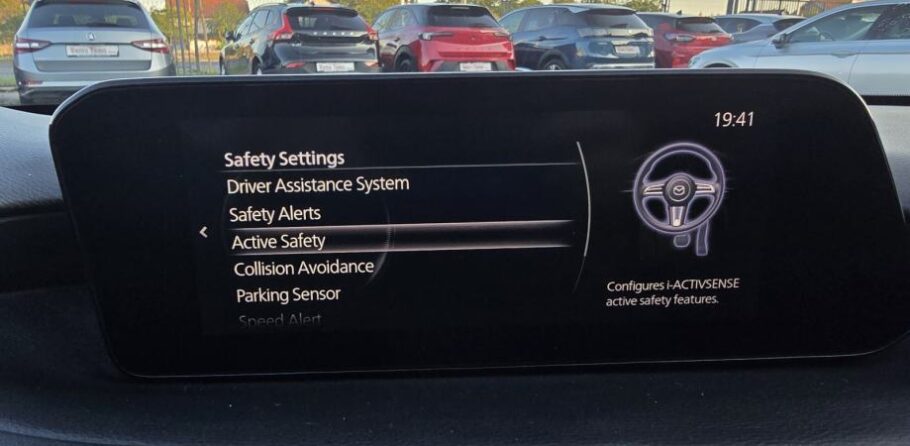 19:41
Safety Settings
Driver Assistance System
Safety Alerts
Active Safety
Collision Avoidance
Parking Sensor
Speed Alert
Configures i-ACTIVSENSE
active safety features.